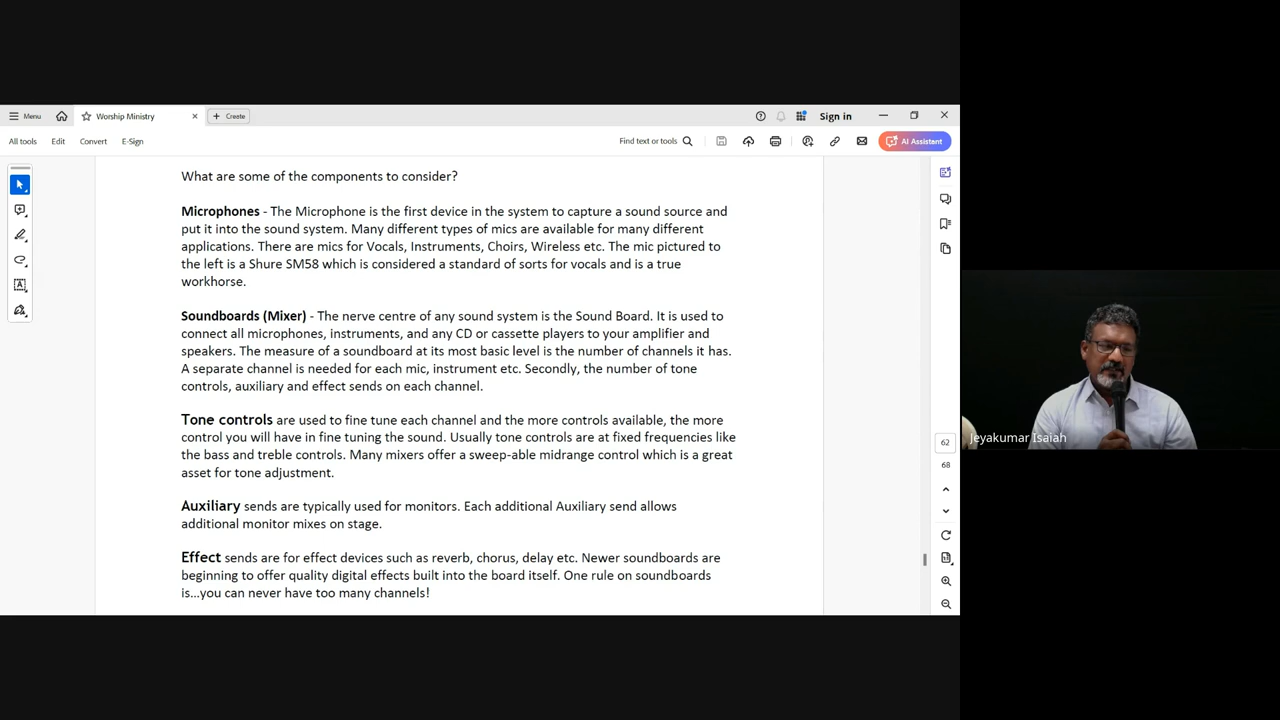 Menu
Worship Ministry
Create
Sign in
All tools
Edit
Convert
E-Sign
Find text or tools
AI Assistant
What are some of the components to consider?
Microphones - The Microphone is the first device in the system to capture a sound source and
put it into the sound system. Many different types of mics are available for many different
applications. There are mics for Vocals, Instruments, Choirs, Wireless etc. The mic pictured to
the left is a Shure SM58 which is considered a standard of sorts for vocals and is a true
workhorse.
Soundboards (Mixer) - The nerve centre of any sound system is the Sound Board. It is used to
connect all microphones, instruments, and any CD or cassette players to your amplifier and
speakers. The measure of a soundboard at its most basic level is the number of channels it has.
A separate channel is needed for each mic, instrument etc. Secondly, the number of tone
controls, auxiliary and effect sends on each channel.
Tone controls are used to fine tune each channel and the more controls available, the more
control you will have in fine tuning the sound. Usually tone controls are at fixed frequencies like
the bass and treble controls. Many mixers offer a sweep-able midrange control which is a great
asset for tone adjustment.
Auxiliary sends are typically used for monitors. Each additional Auxiliary send allows
additional monitor mixes on stage.
Effect sends are for effect devices such as reverb, chorus, delay etc. Newer soundboards are
beginning to offer quality digital effects built into the board itself. One rule on soundboards
is...you can never have too many channels!
62
68
Jeyakumar Isaiah